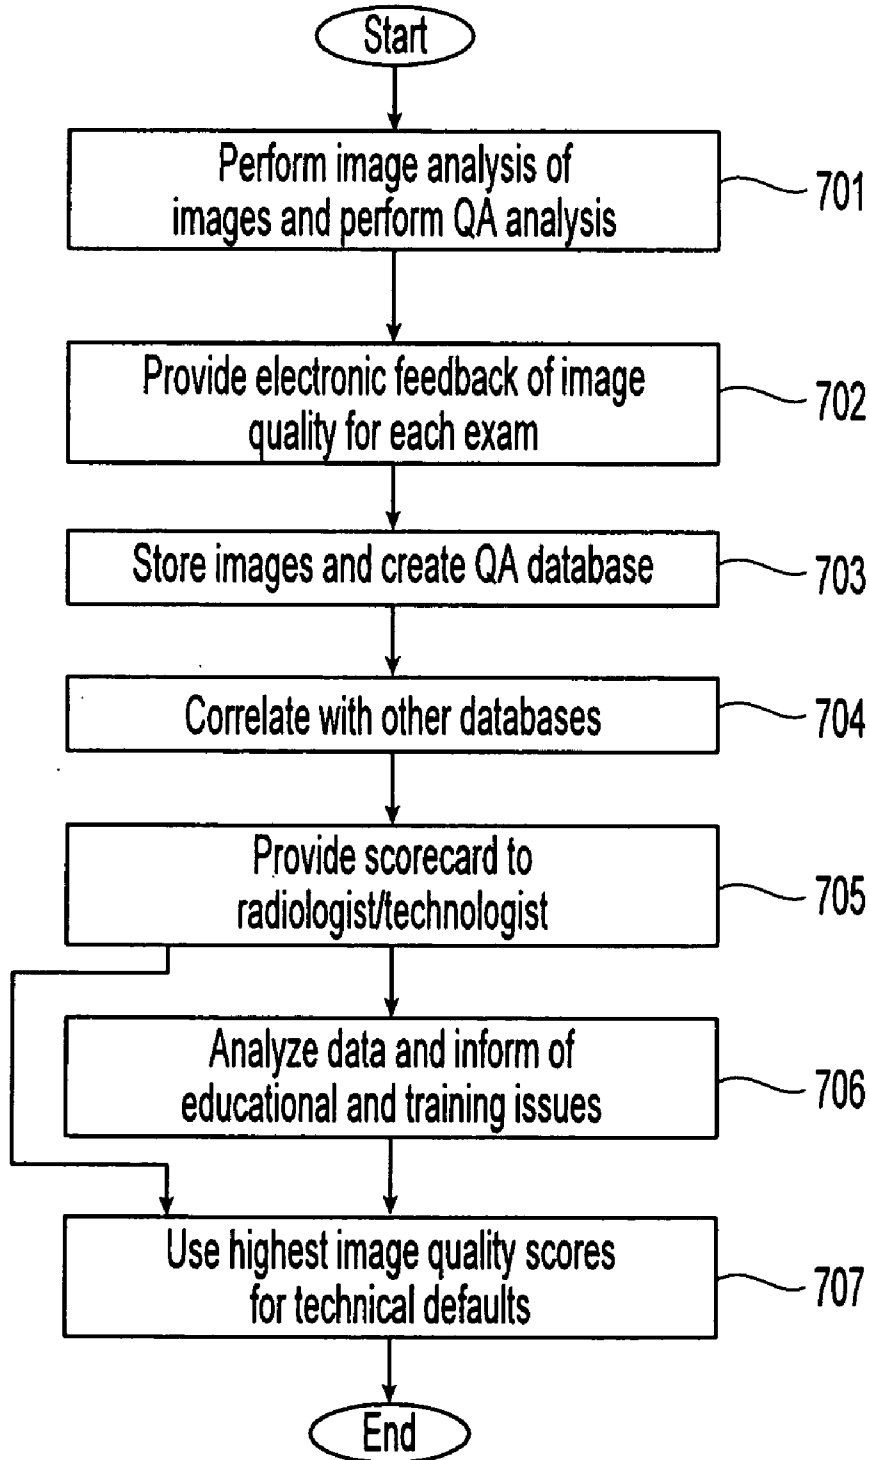 Start
Perform image analysis of
images and perform QA analysis
701
Provide electronic feedback of image
quality for each exam
702
Store images and create QA database
703
Correlate with other databases
704
Provide scorecard to
radiologist/technologist
705
Analyze data and inform of
educational and training issues
706
Use highest image quality scores
for technical defaults
707
End